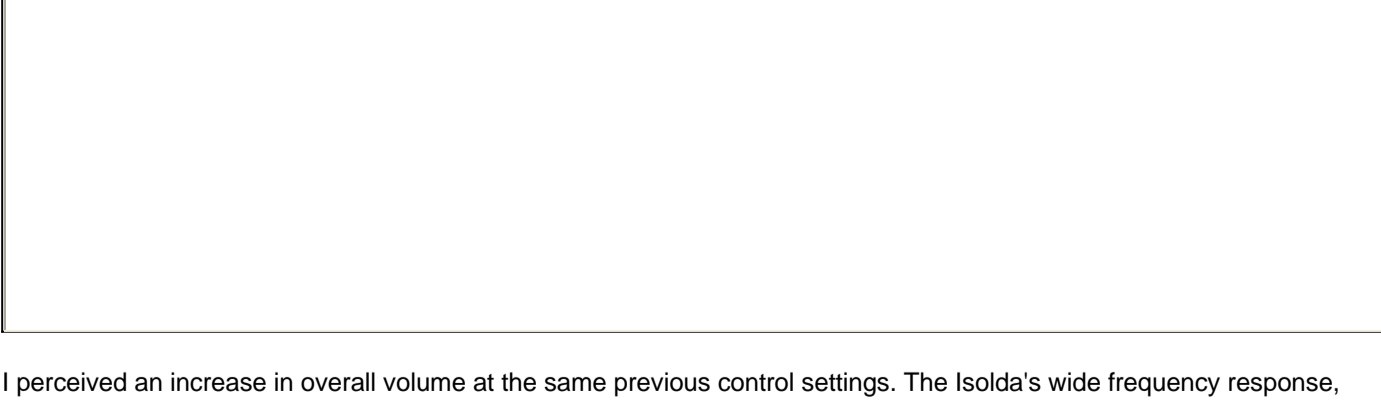 I perceived an increase in overall volume at the same previous control settings. The Isolda's wide frequency response,